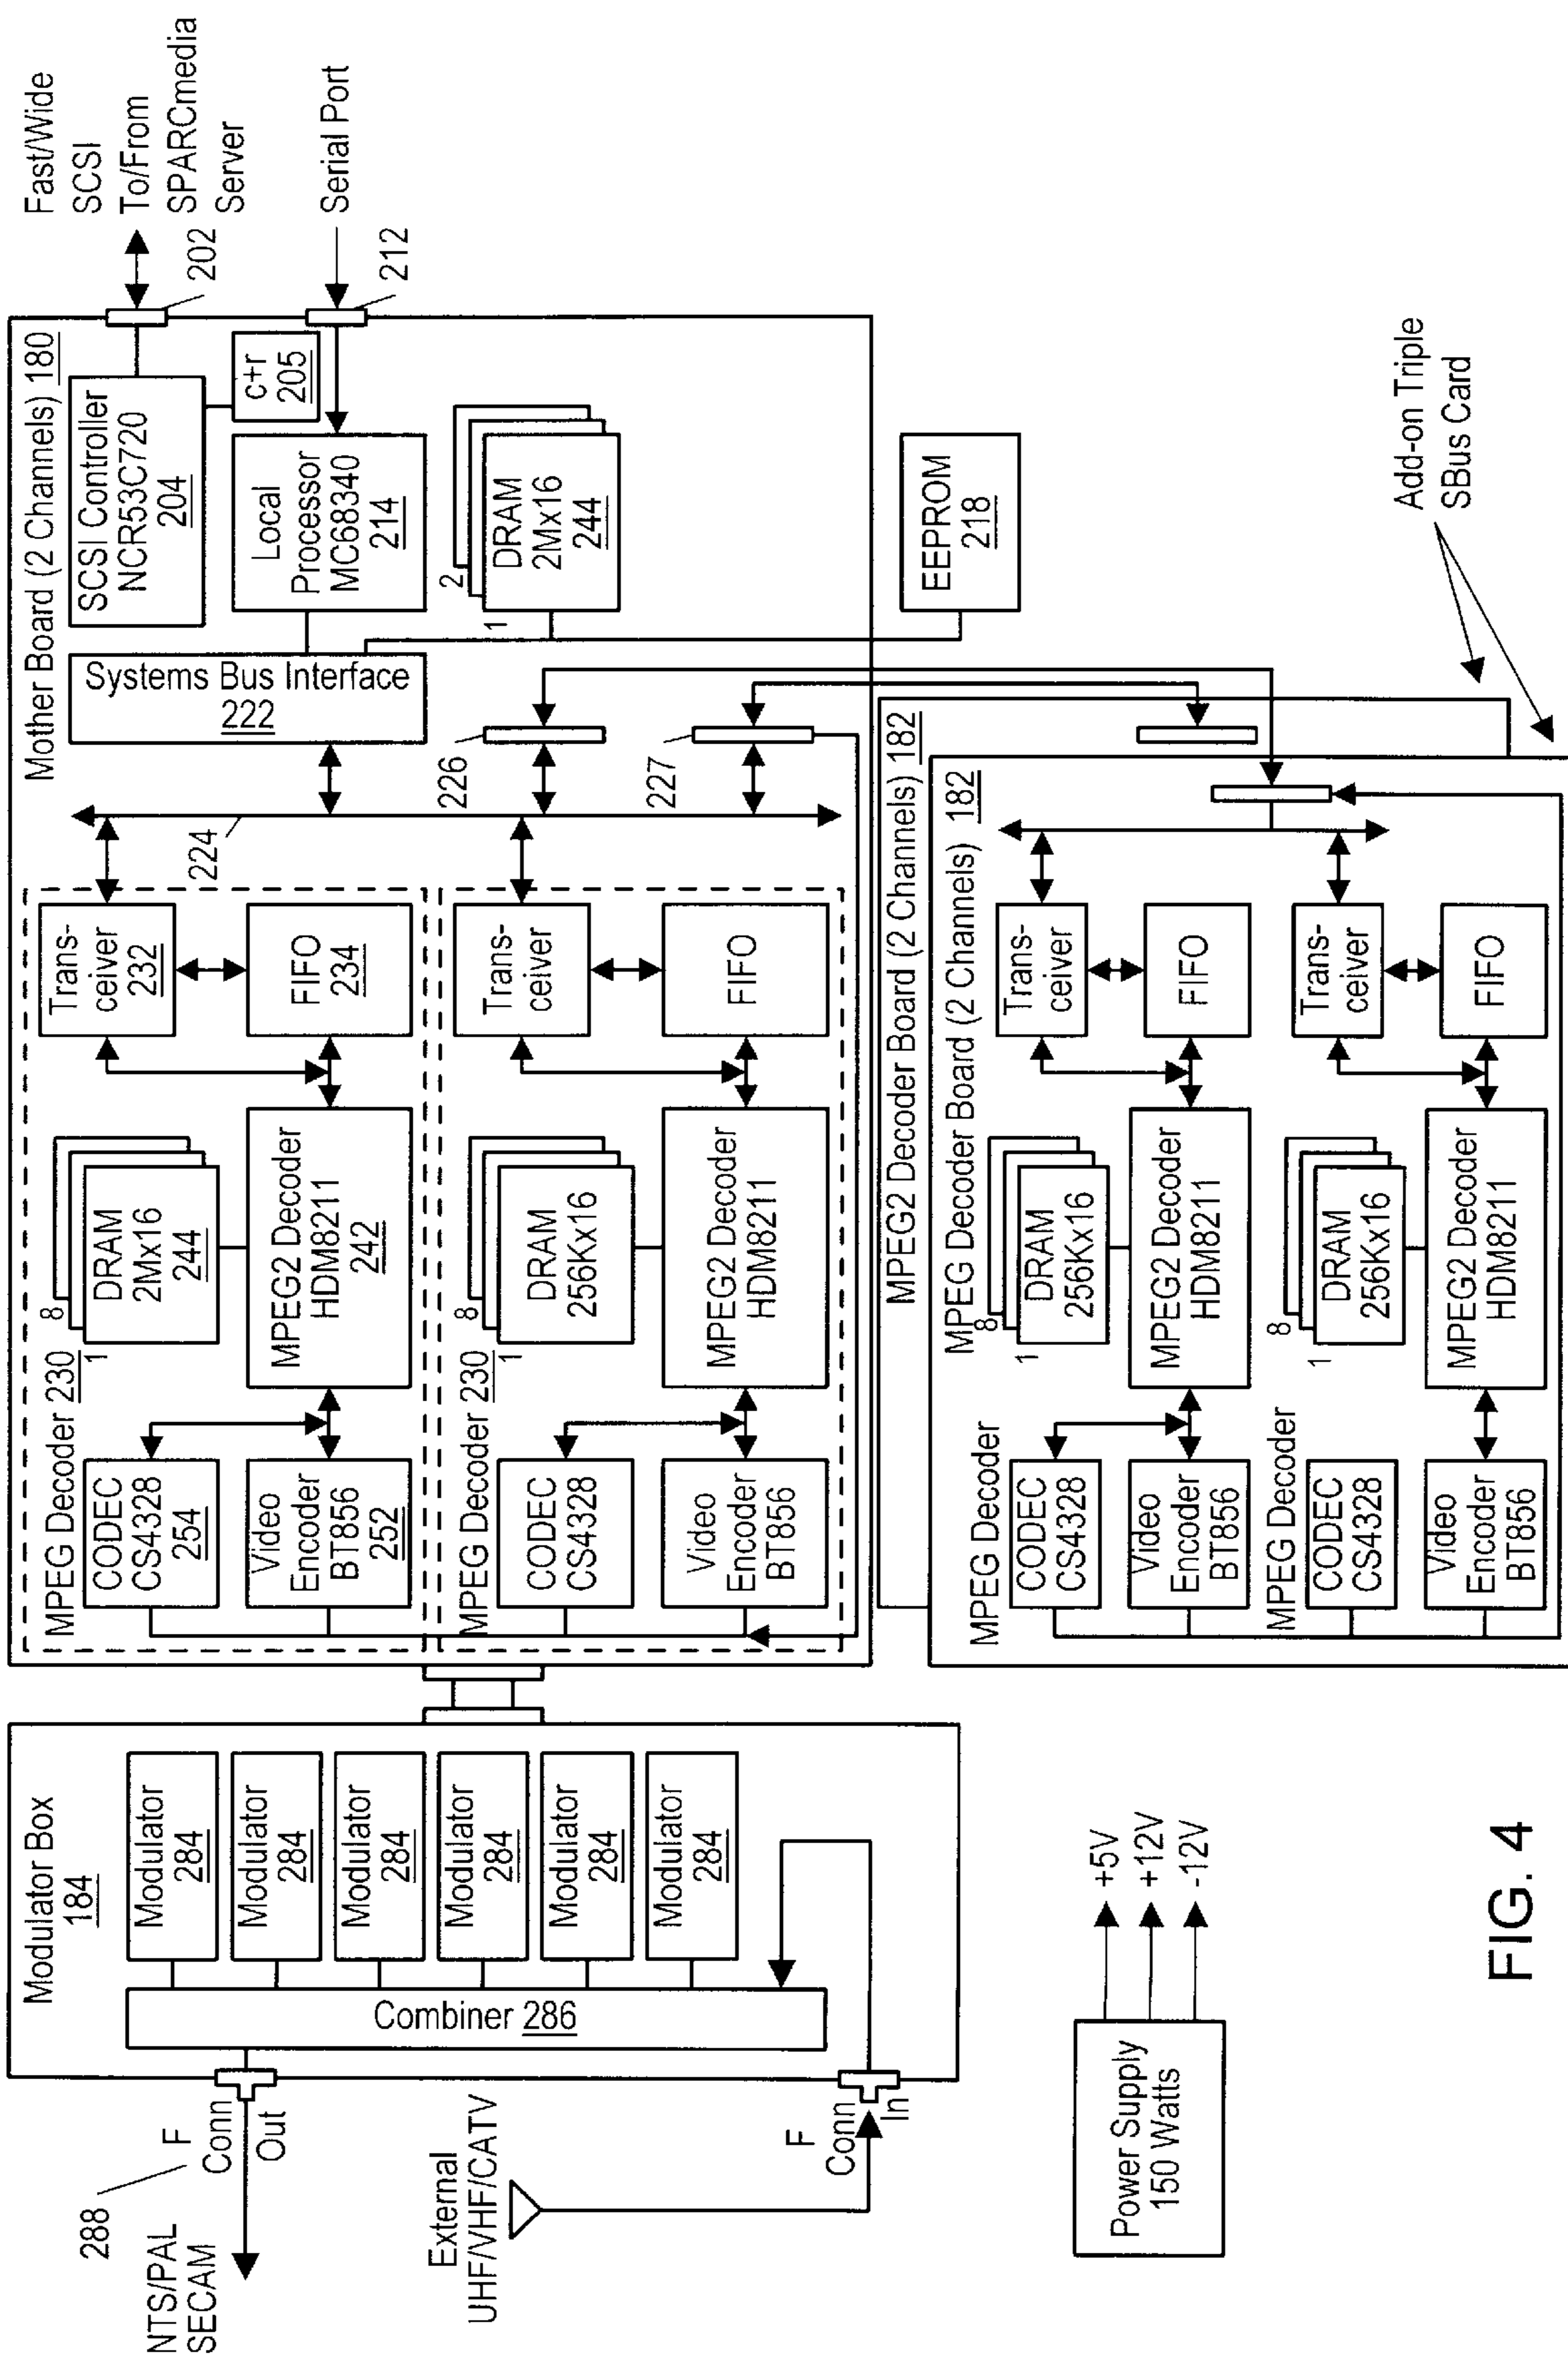 Modulator Box
184
Modulator
284
Modulator
284
Modulator
284
Modulator
284
Modulator
284
Modulator
284
Combiner 286
288
F
Conn
Out
NTS/PAL
SECAM
External
UHF/VHF/CATV
F
Conn
In
Power Supply
150 Watts
+5V
+12V
-12V
Mother Board (2 Channels) 180
MPEG Decoder 230
CODEC
CS4328
254
Video
Encoder
BT856
252
8
1
DRAM
2Mx16
244
MPEG2 Decoder
HDM8211
242
Trans-
ceiver
232
FIFO
234
224
MPEG Decoder 230
CODEC
CS4328
Video
Encoder
BT856
8
1
DRAM
256Kx16
MPEG2 Decoder
HDM8211
Trans-
ceiver
FIFO
226
227
Systems Bus Interface
222
SCSI Controller
NCR53C720
204
c+r
205
Local
Processor
MC68340
214
2
1
DRAM
2Mx16
244
EEPROM
218
Fast/Wide
SCSI
To/From
SPARCmedia
Server
202
Serial Port
212
MPEG2 Decoder Board (2 Channels) 182
MPEG Decoder Board (2 Channels) 182
MPEG Decoder
CODEC
CS4328
Video
Encoder
BT856
8
1
DRAM
256Kx16
MPEG2 Decoder
HDM8211
Trans-
ceiver
FIFO
MPEG Decoder
CODEC
CS4328
Video
Encoder
BT856
8
1
DRAM
256Kx16
MPEG2 Decoder
HDM8211
Trans-
ceiver
FIFO
Add-on Triple
SBus Card
FIG. 4